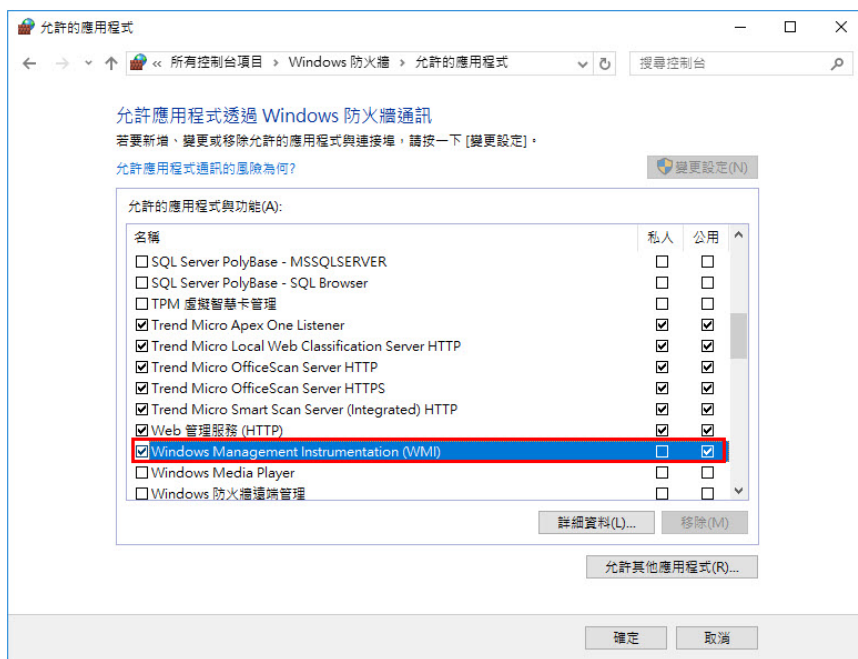 允許的應用程式
« 所有控制台項目 › Windows 防火牆 › 允許的應用程式
搜尋控制台
允許應用程式透過 Windows 防火牆通訊
若要新增、變更或移除允許的應用程式與連接埠，請按一下 [變更設定]。
允許應用程式通訊的風險為何?
變更設定(N)
允許的應用程式與功能(A):
名稱 私人 公用
SQL Server PolyBase - MSSQLSERVER
SQL Server PolyBase - SQL Browser
TPM 虛擬智慧卡管理
Trend Micro Apex One Listener
Trend Micro Local Web Classification Server HTTP
Trend Micro OfficeScan Server HTTP
Trend Micro OfficeScan Server HTTPS
Trend Micro Smart Scan Server (Integrated) HTTP
Web 管理服務 (HTTP)
Windows Management Instrumentation (WMI)
Windows Media Player
Windows 防火牆遠端管理
詳細資料(L)... 移除(M)
允許其他應用程式(R)...
確定 取消